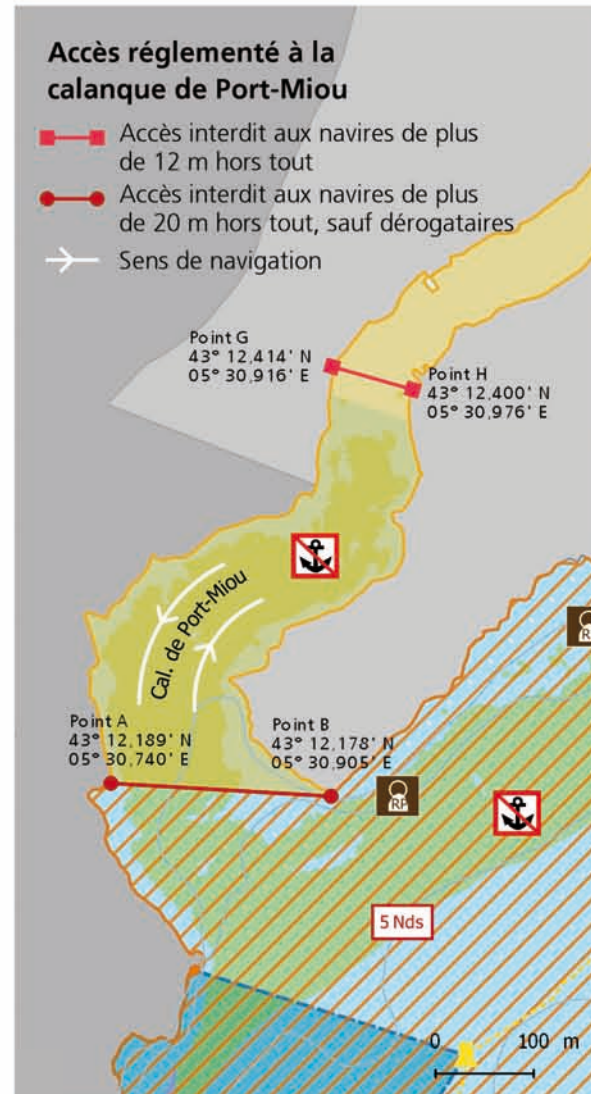 Accès réglementé à la
calanque de Port-Miou
Accès interdit aux navires de plus
de 12 m hors tout
Accès interdit aux navires de plus
de 20 m hors tout, sauf dérogataires
Sens de navigation
Point G
43° 12,414' N
05° 30,916' E
Point H
43° 12,400' N
05° 30,976' E
Cal. de Port-Miou
Point A
43° 12,189' N
05° 30,740' E
Point B
43° 12,178' N
05° 30,905' E
RP
5 Nds
0 100 m